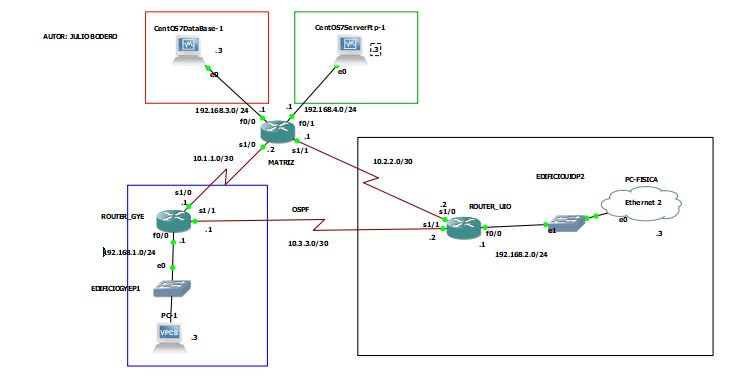 AUTOR: JULIO BODERO
CentOS7DataBase-1
.3
e0
CentOS7ServerFtp-1
.3
e0
192.168.3.0/24
.1
f0/0
.1
192.168.4.0/24
f0/1
s1/0
.2
MATRIZ
.1
s1/1
10.1.1.0/30
10.2.2.0/30
s1/0
.1
s1/1
.1
ROUTER_GYE
f0/0
.1
192.168.1.0/24
e0
EDIFICIOGYEP1
PC-1
VPCS
.3
OSPF
10.3.3.0/30
.2
s1/0
s1/1
.2
ROUTER_UIO
f0/0
.1
192.168.2.0/24
EDIFICIOUIOP2
e1
PC-FISICA
Ethernet 2
e0
.3